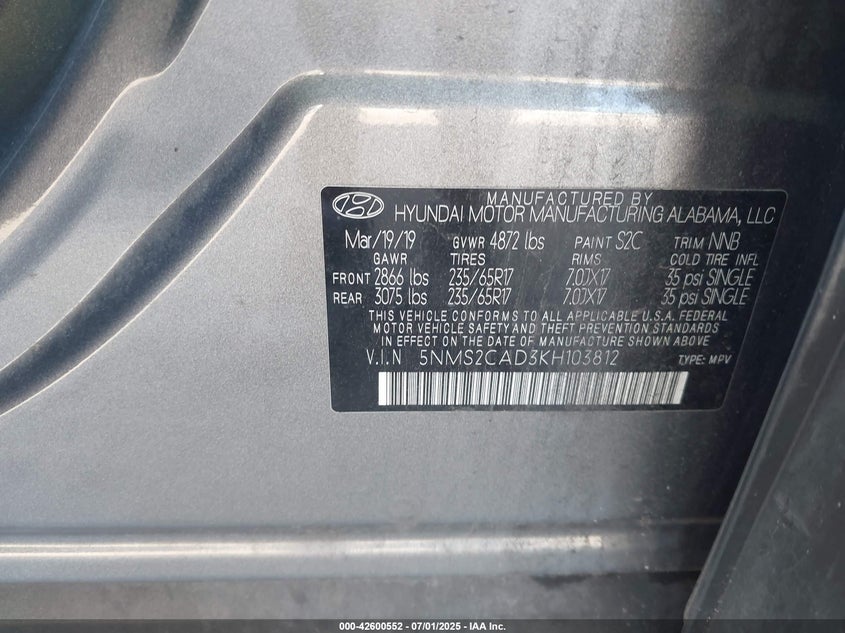 MANUFACTURED BY
HYUNDAI MOTOR MANUFACTURING ALABAMA, LLC
Mar/19/19 GVWR 4872 lbs PAINT S2C TRIM NNB
GAWR TIRES RIMS COLD TIRE INFL
FRONT 2866 lbs 235/65R17 7.0JX17 35 psi SINGLE
REAR 3075 lbs 235/65R17 7.0JX17 35 psi SINGLE
THIS VEHICLE CONFORMS TO ALL APPLICABLE U.S.A. FEDERAL
MOTOR VEHICLE SAFETY AND THEFT PREVENTION STANDARDS
IN EFFECT ON THE DATE OF MANUFACTURE SHOWN ABOVE
V.I.N 5NMS2CAD3KH103812 TYPE: MPV
000-42600552 - 07/01/2025 - IAA Inc.